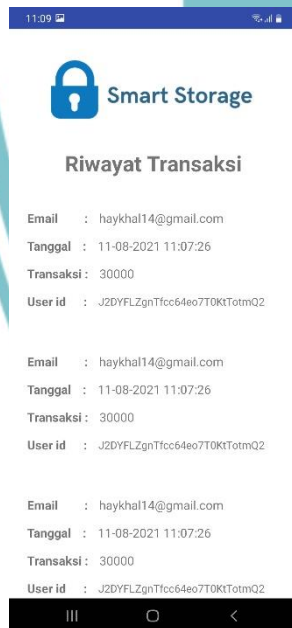 11:09
Smart Storage
Riwayat Transaksi
Email : haykhal14@gmail.com
Tanggal : 11-08-2021 11:07:26
Transaksi : 30000
User id : J2DYFLZgnTfcc64eo7T0KtTotmQ2
Email : haykhal14@gmail.com
Tanggal : 11-08-2021 11:07:26
Transaksi : 30000
User id : J2DYFLZgnTfcc64eo7T0KtTotmQ2
Email : haykhal14@gmail.com
Tanggal : 11-08-2021 11:07:26
Transaksi : 30000
User id : J2DYFLZgnTfcc64eo7T0KtTotmQ2